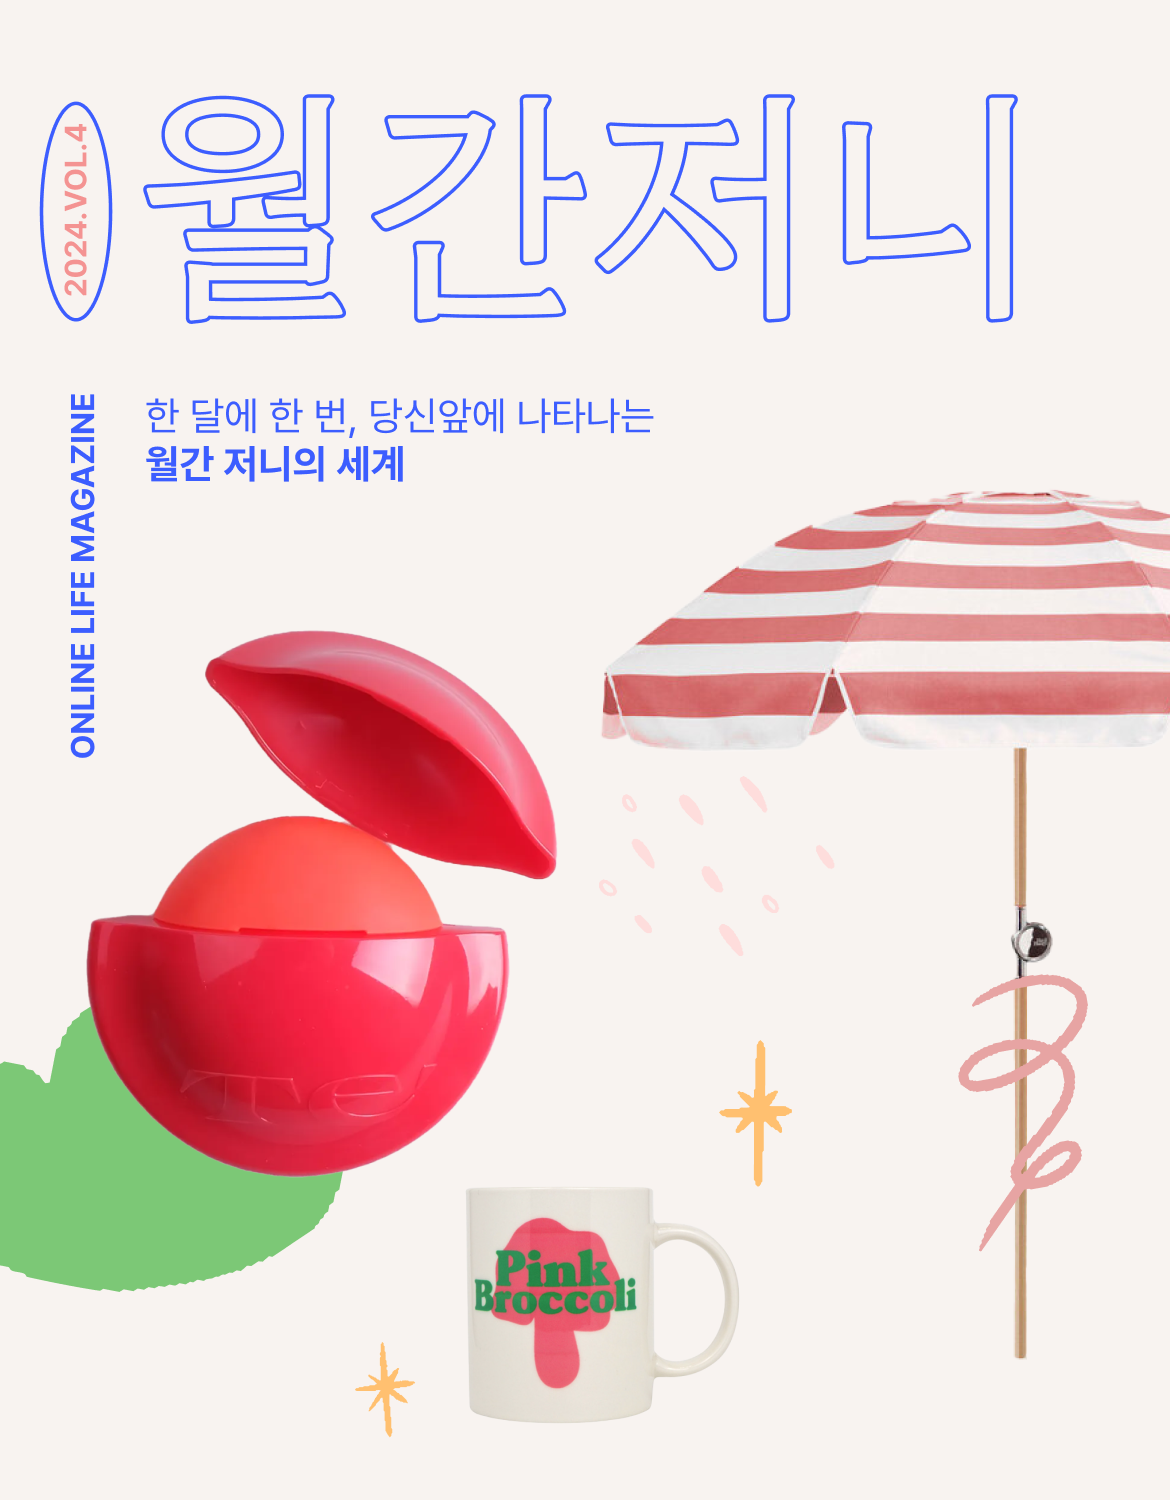 2024.VOL.4
월간저니
ONLINE LIFE MAGAZINE
한 달에 한 번, 당신앞에 나타나는
월간 저니의 세계
Pink
Broccoli